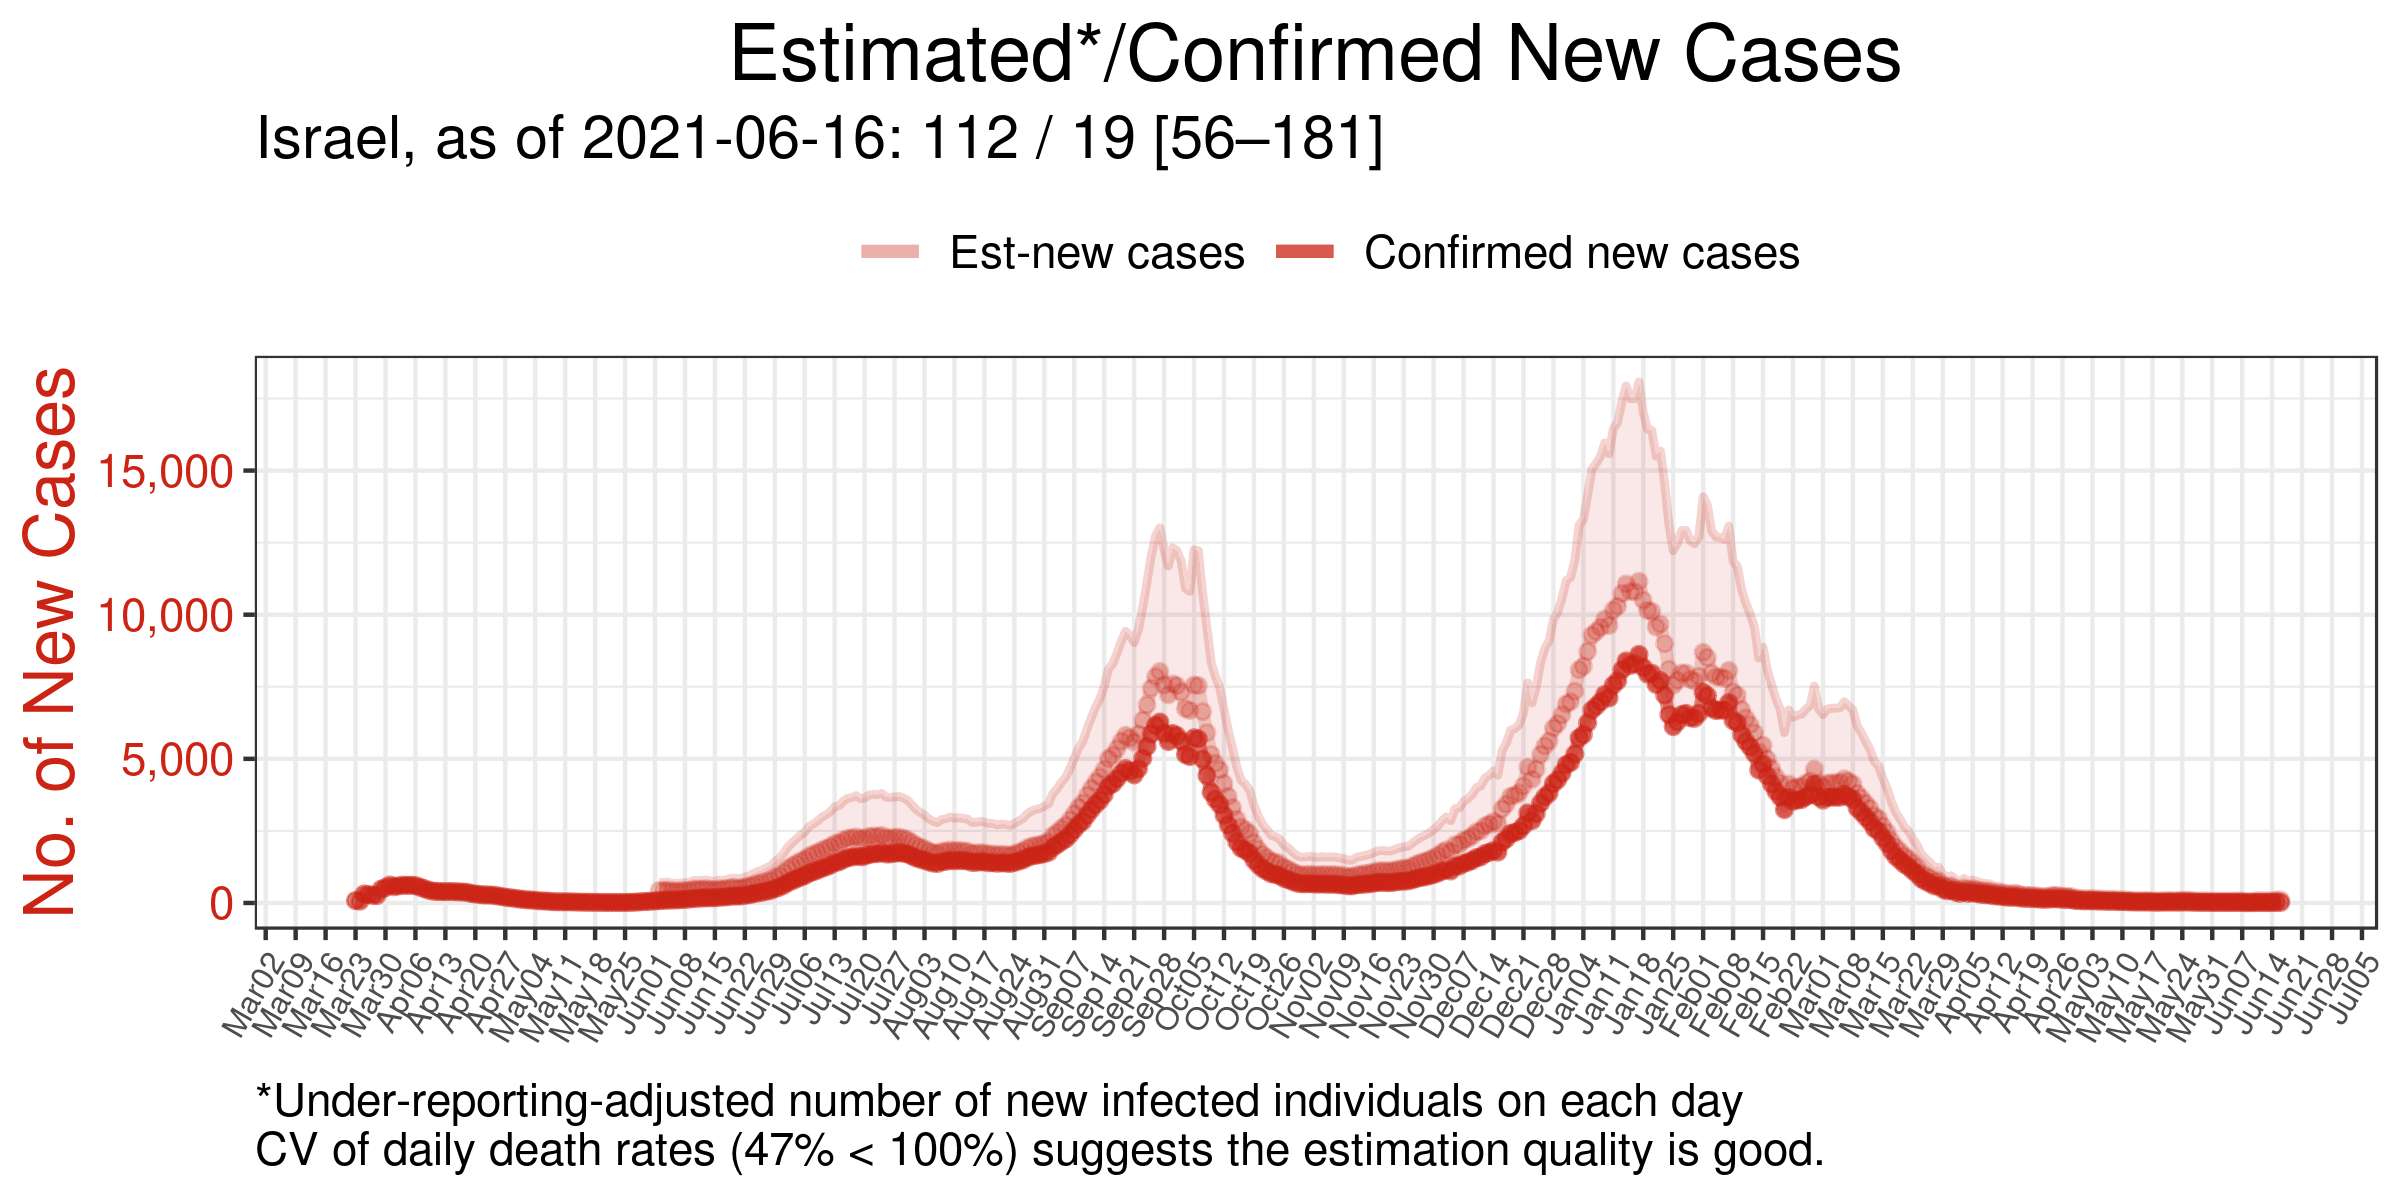 Estimated*/Confirmed New Cases
Israel, as of 2021-06-16: 112 / 19 [56–181]
Est-new cases
Confirmed new cases
No. of New Cases
15,000
10,000
5,000
0
Mar02
Mar09
Mar16
Mar23
Mar30
Apr06
Apr13
Apr20
Apr27
May04
May11
May18
May25
Jun01
Jun08
Jun15
Jun22
Jun29
Jul06
Jul13
Jul20
Jul27
Aug03
Aug10
Aug17
Aug24
Aug31
Sep07
Sep14
Sep21
Sep28
Oct05
Oct12
Oct19
Oct26
Nov02
Nov09
Nov16
Nov23
Nov30
Dec07
Dec14
Dec21
Dec28
Jan04
Jan11
Jan18
Jan25
Feb01
Feb08
Feb15
Feb22
Mar01
Mar08
Mar15
Mar22
Mar29
Apr05
Apr12
Apr19
Apr26
May03
May10
May17
May24
May31
Jun07
Jun14
Jun21
Jun28
Jul05
*Under-reporting-adjusted number of new infected individuals on each day
CV of daily death rates (47% < 100%) suggests the estimation quality is good.